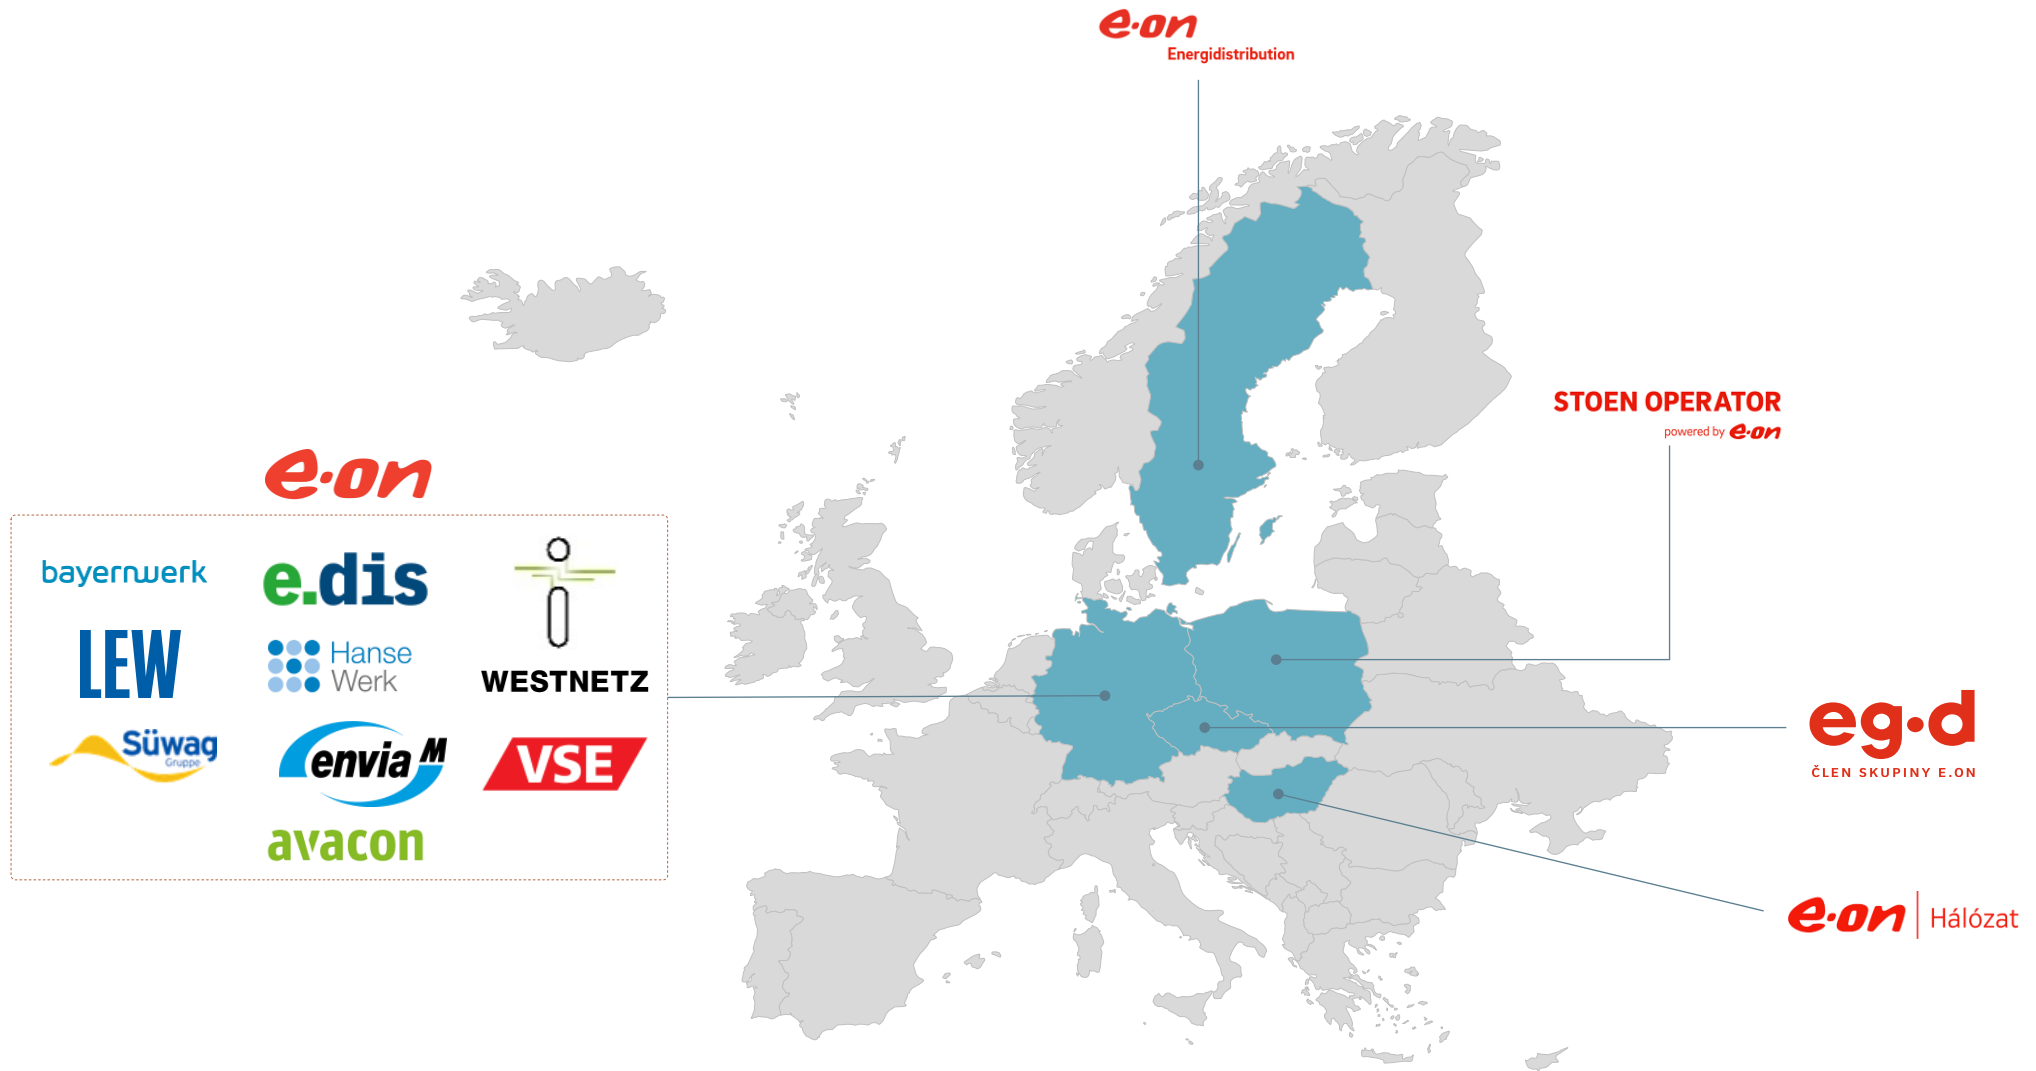 e·on
Energidistribution
STOEN OPERATOR
powered by e·on
e·on
bayernwerk
e.dis
WESTNETZ
LEW
Hanse
Werk
Süwag
Gruppe
envia M
VSE
avacon
eg·d
ČLEN SKUPINY E.ON
e·on
Hálózat